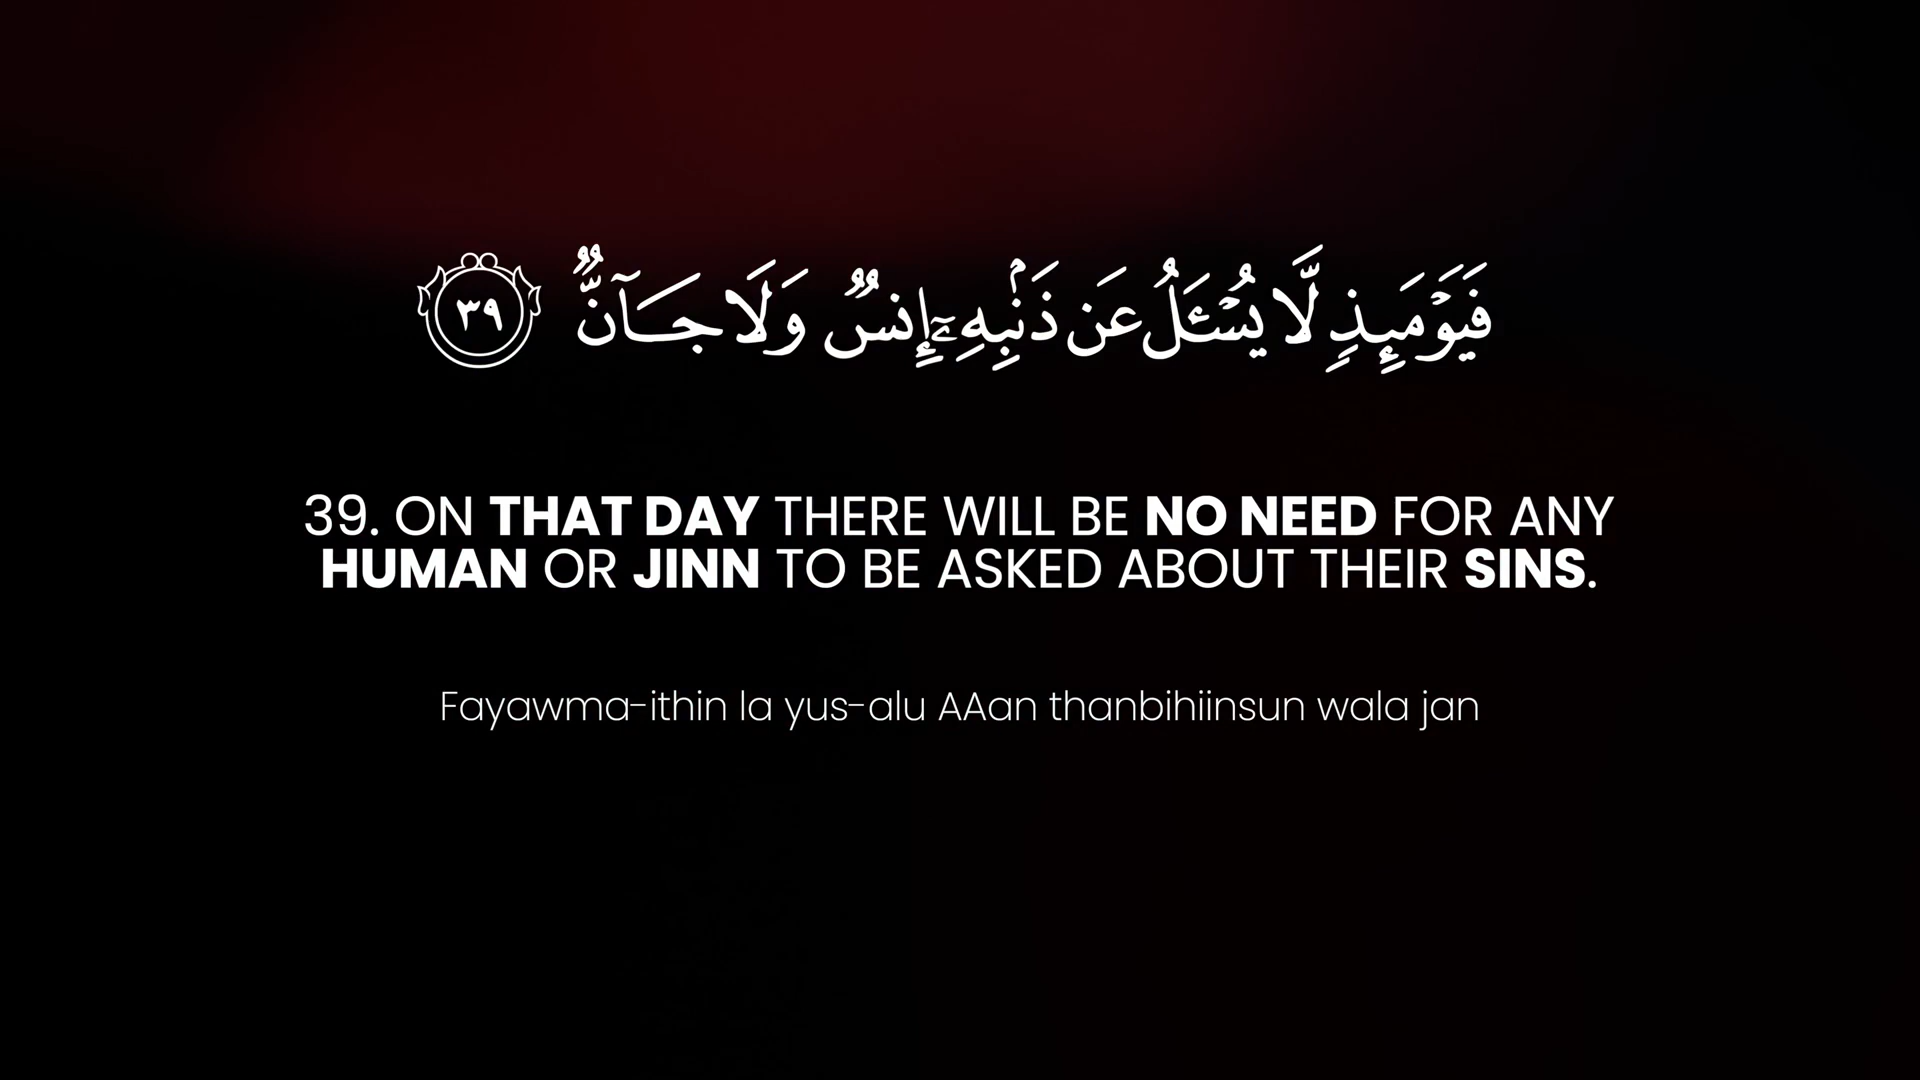 فَيَوْمَئِذٍ لَّا يُسْـَٔلُ عَن ذَنۢبِهِۦٓ إِنسٌ وَلَا جَآنٌّ ٣٩
39. ON THAT DAY THERE WILL BE NO NEED FOR ANY
HUMAN OR JINN TO BE ASKED ABOUT THEIR SINS.
Fayawma-ithin la yus-alu AAan thanbihiinsun wala jan